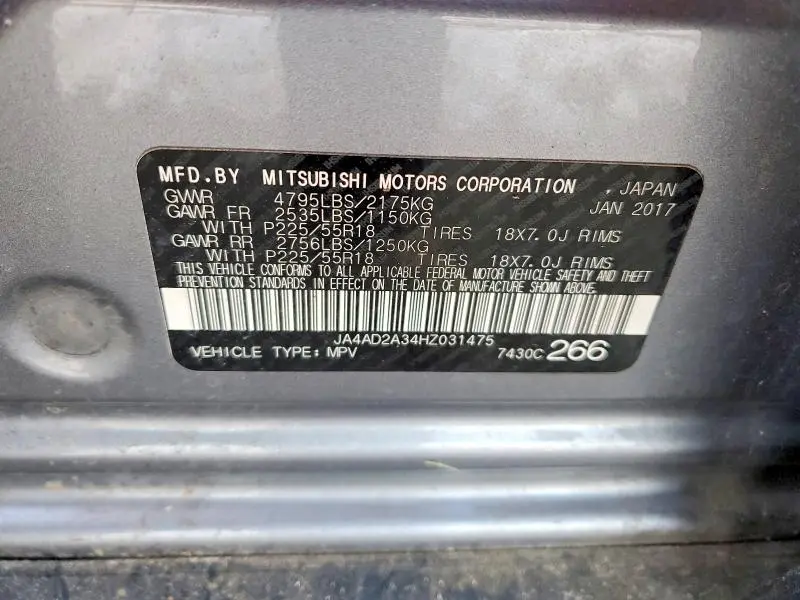 MFD.BY MITSUBISHI MOTORS CORPORATION , JAPAN
GVWR 4795LBS/2175KG JAN 2017
GAWR FR 2535LBS/1150KG
WITH P225/55R18 TIRES 18X7.0J RIMS
GAWR RR 2756LBS/1250KG
WITH P225/55R18 TIRES 18X7.0J RIMS
THIS VEHICLE CONFORMS TO ALL APPLICABLE FEDERAL MOTOR VEHICLE SAFETY AND THEFT
PREVENTION STANDARDS IN EFFECT ON THE DATE OF MANUFACTURE SHOWN ABOVE.
JA4AD2A34HZ031475
VEHICLE TYPE: MPV 7430C 266